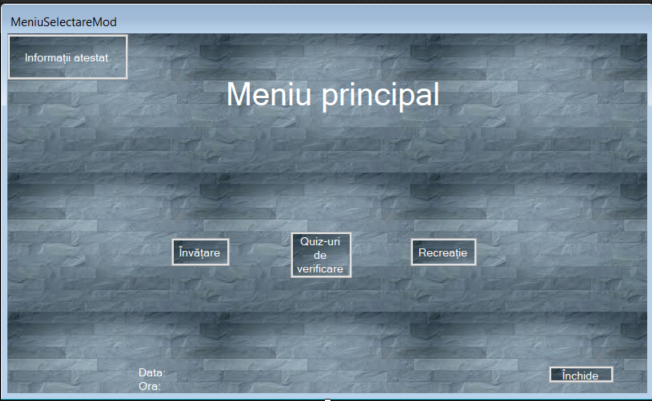 MeniuSelectareMod
Informații atestat
Meniu principal
Învățare
Quiz-uri
de
verificare
Recreație
Data:
Ora:
Închide